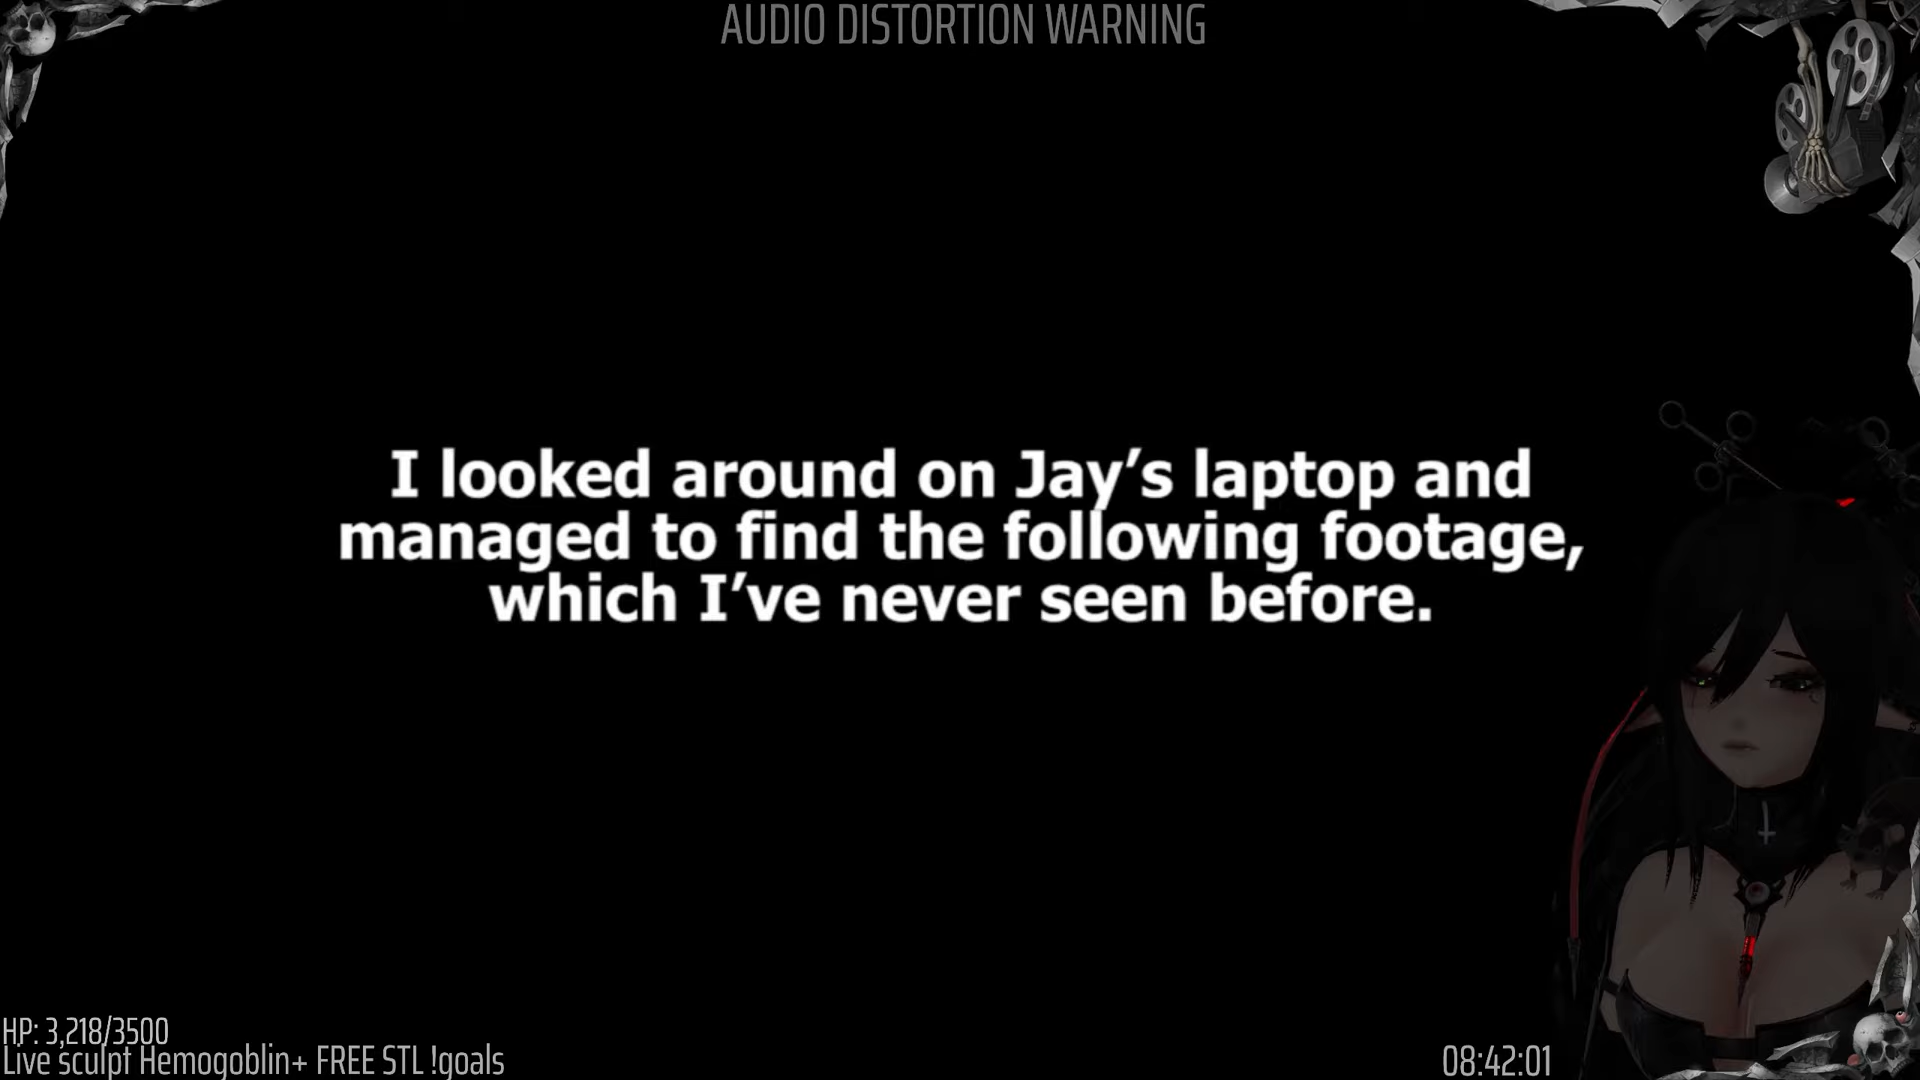 AUDIO DISTORTION WARNING
I looked around on Jay’s laptop and
managed to find the following footage,
which I’ve never seen before.
HP: 3,218/3500
Live sculpt Hemogoblin+ FREE STL !goals
08:42:01